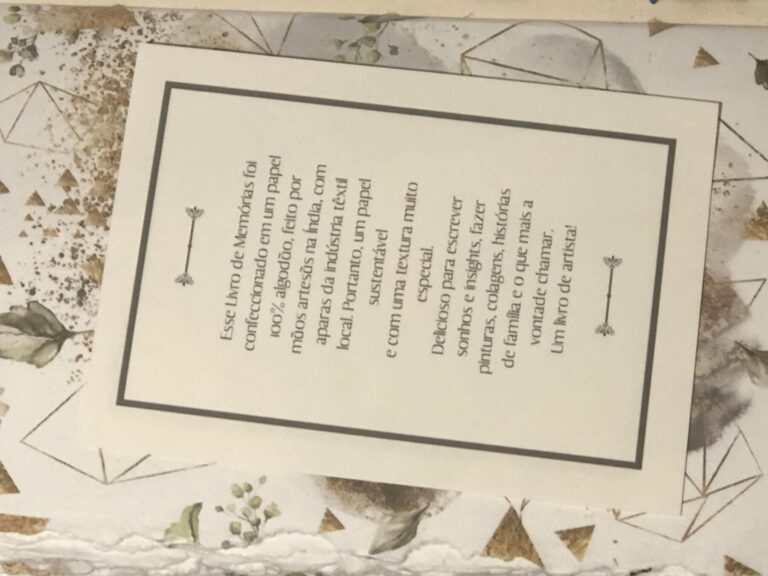 Esse Livro de Memórias foi
confeccionado em um papel
100% algodão, feito por
mãos artesãs na Índia, com
aparas da indústria têxtil
local. Portanto, um papel
sustentável
e com uma textura muito
especial.
Delicioso para escrever
sonhos e insights, fazer
pinturas, colagens, histórias
de família e o que mais a
vontade chamar.
Um livro de artista!